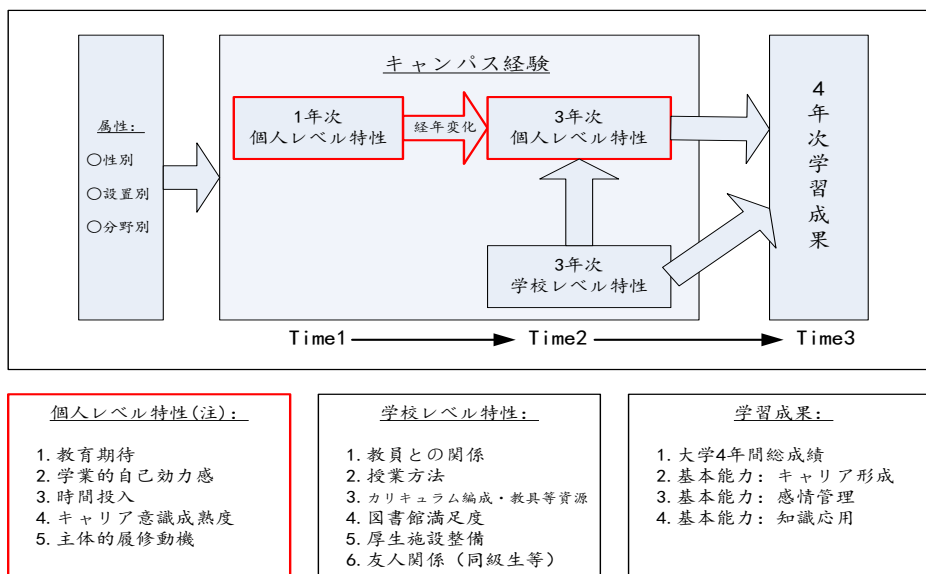 キャンパス経験
属性:
○性別
○設置別
○分野別
1年次
個人レベル特性
経年変化
3年次
個人レベル特性
3年次
学校レベル特性
4年次学習成果
Time1
Time2
Time3
個人レベル特性(注):
1. 教育期待
2. 学業的自己効力感
3. 時間投入
4. キャリア意識成熟度
5. 主体的履修動機
学校レベル特性:
1. 教員との関係
2. 授業方法
3. カリキュラム編成・教具等資源
4. 図書館満足度
5. 厚生施設整備
6. 友人関係（同級生等）
学習成果:
1. 大学4年間総成績
2. 基本能力: キャリア形成
3. 基本能力: 感情管理
4. 基本能力: 知識応用